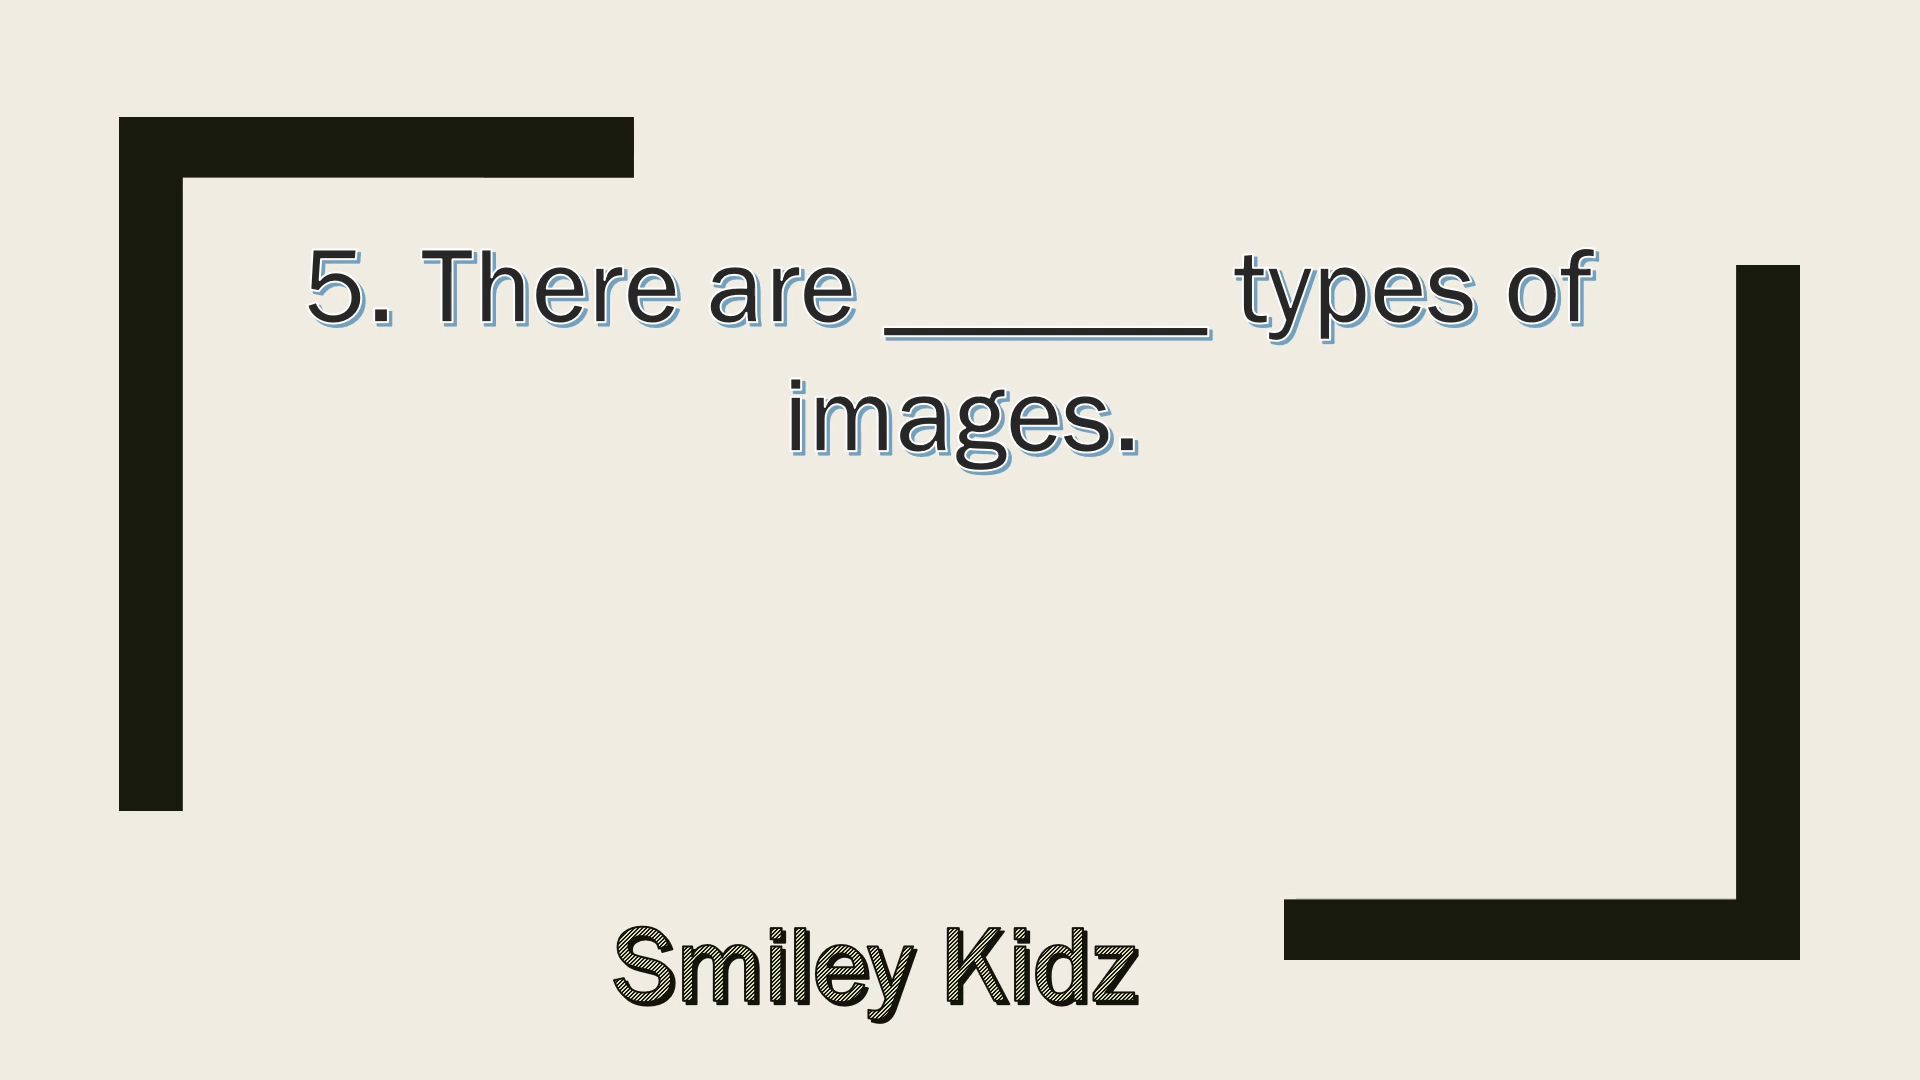 5. There are ______ types of
images.
Smiley Kidz